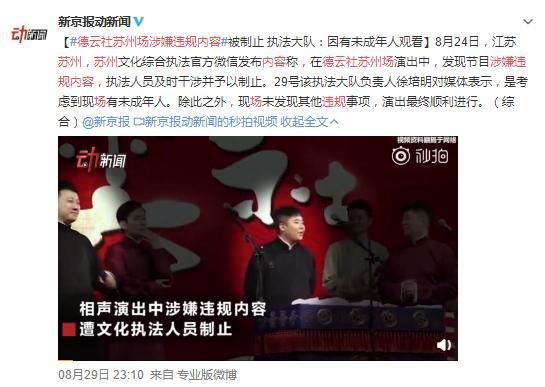 新京报动新闻
动新闻
【#德云社苏州场涉嫌违规内容#被制止 执法大队：因有未成年人观看】8月24日，江苏
苏州，苏州文化综合执法官方微信发布内容称，在德云社苏州场演出中，发现节目涉嫌违
规内容，执法人员及时干涉并予以制止。29号该执法大队负责人徐培明对媒体表示，是考
虑到现场有未成年人。除此之外，现场未发现其他违规事项，演出最终顺利进行。（综
合）@新京报 新京报动新闻的秒拍视频 收起全文
视频资料翻摄于网络
动新闻
秒拍
相声演出中涉嫌违规内容
遭文化执法人员制止
08月29日 23:10 来自 专业版微博